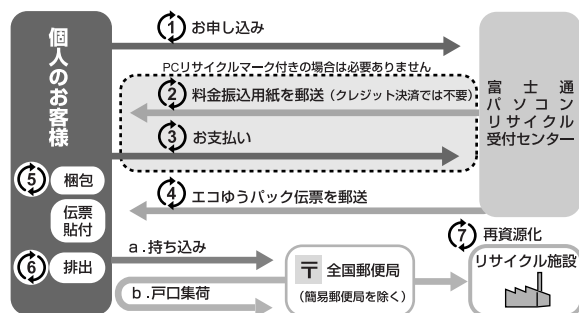 個人のお客様
① お申し込み
PCリサイクルマーク付きの場合は必要ありません
② 料金振込用紙を郵送（クレジット決済では不要）
③ お支払い
富士通
パソコン
リサイクル
受付センター
④ エコゆうパック伝票を郵送
⑤ 梱包
伝票
貼付
⑥ 排出
a.持ち込み
b.戸口集荷
〒 全国郵便局
（簡易郵便局を除く）
⑦ 再資源化
リサイクル施設